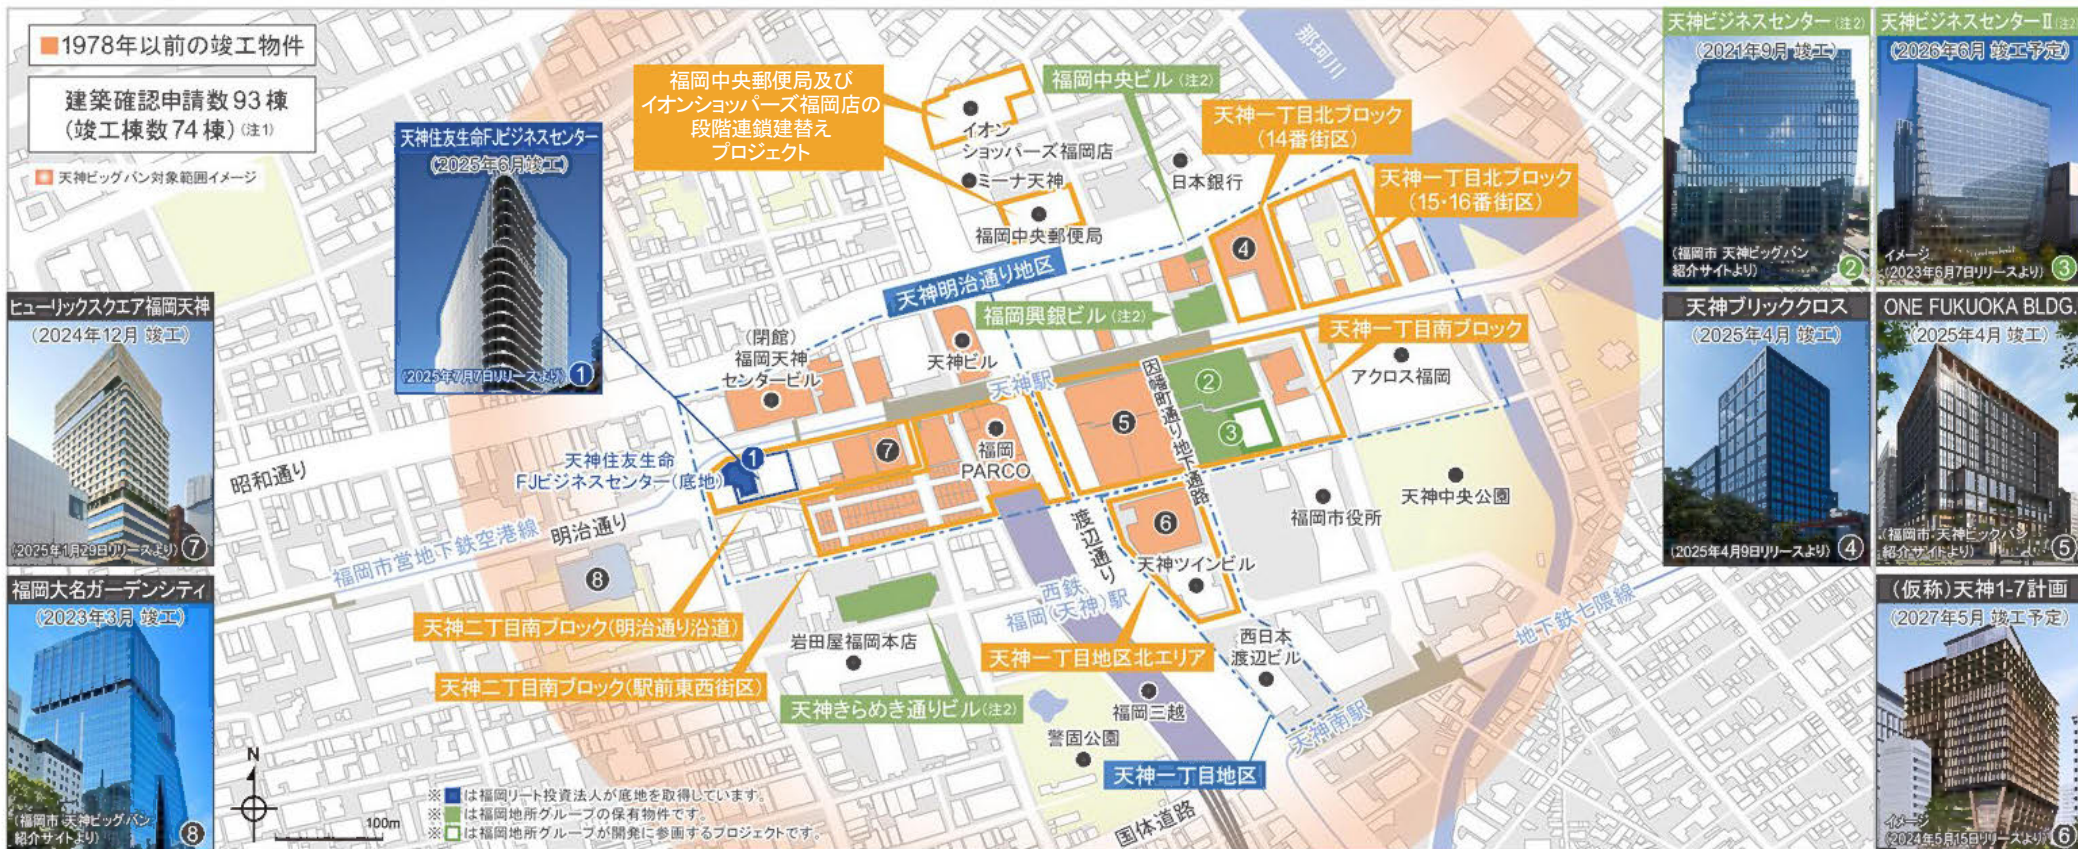 1978年以前の竣工物件
建築確認申請数 93 棟
(竣工棟数 74 棟) (注1)
天神ビッグバン対象範囲イメージ
天神住友生命FJビジネスセンター
(2025年6月竣工)
(2025年7月7日リリースより) 1
福岡中央郵便局及び
イオンショッパーズ福岡店の
段階連鎖建替え
プロジェクト
イオン
ショッパーズ福岡店
ミーナ天神
福岡中央郵便局
福岡中央ビル (注2)
日本銀行
那珂川
天神一丁目北ブロック
(14番街区)
天神一丁目北ブロック
(15・16番街区)
4
天神明治通り地区
福岡興銀ビル (注2)
天神一丁目南ブロック
(閉館)
福岡天神
センタービル
天神ビル
天神駅
因幡町通り地下通路
アクロス福岡
2
3
5
7
1
福岡
PARCO
天神住友生命
FJビジネスセンター(底地)
昭和通り
明治通り
福岡市営地下鉄空港線
8
6
渡辺通り
福岡市役所
天神中央公園
天神ツインビル
西鉄
福岡(天神)駅
天神二丁目南ブロック(明治通り沿道)
天神二丁目南ブロック(駅前東西街区)
岩田屋福岡本店
天神きらめき通りビル(注2)
天神一丁目地区北エリア
西日本
渡辺ビル
地下鉄七隈線
天神南駅
福岡三越
警固公園
天神一丁目地区
国体道路
N
100m
※ は福岡リート投資法人が底地を取得しています。
※ は福岡地所グループの保有物件です。
※ は福岡地所グループが開発に参画するプロジェクトです。
ヒューリックスクエア福岡天神
(2024年12月 竣工)
(2025年1月29日リリースより) 7
福岡大名ガーデンシティ
(2023年3月 竣工)
(福岡市 天神ビッグバン
紹介サイトより) 8
天神ビジネスセンター (注2)
(2021年9月 竣工)
(福岡市 天神ビッグバン
紹介サイトより) 2
天神ビジネスセンターⅡ(注2)
(2026年6月 竣工予定)
イメージ
(2023年6月7日リリースより) 3
天神ブリッククロス
(2025年4月 竣工)
(2025年4月9日リリースより) 4
ONE FUKUOKA BLDG.
(2025年4月 竣工)
(福岡市 天神ビッグバン
紹介サイトより) 5
(仮称)天神1-7計画
(2027年5月 竣工予定)
イメージ
(2024年5月15日リリースより) 6